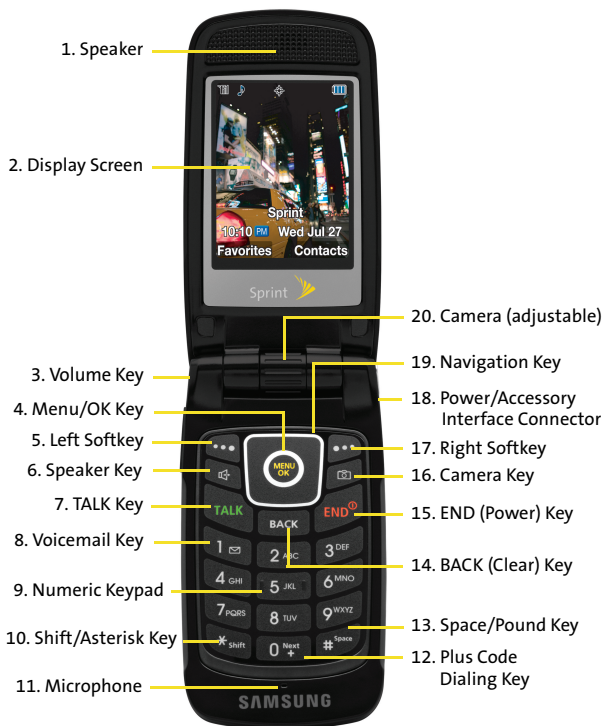 1. Speaker
2. Display Screen
Sprint
10:10 PM Wed Jul 27
Favorites Contacts
Sprint
20. Camera (adjustable)
3. Volume Key
19. Navigation Key
4. Menu/OK Key
18. Power/Accessory
Interface Connector
5. Left Softkey
17. Right Softkey
6. Speaker Key
16. Camera Key
MENU
OK
7. TALK Key
TALK
END
15. END (Power) Key
BACK
8. Voicemail Key
14. BACK (Clear) Key
1
2 ABC
3 DEF
9. Numeric Keypad
4 GHI
5 JKL
6 MNO
7 PQRS
8 TUV
9 WXYZ
13. Space/Pound Key
10. Shift/Asterisk Key
* Shift
0 Next +
# Space
12. Plus Code
Dialing Key
11. Microphone
SAMSUNG